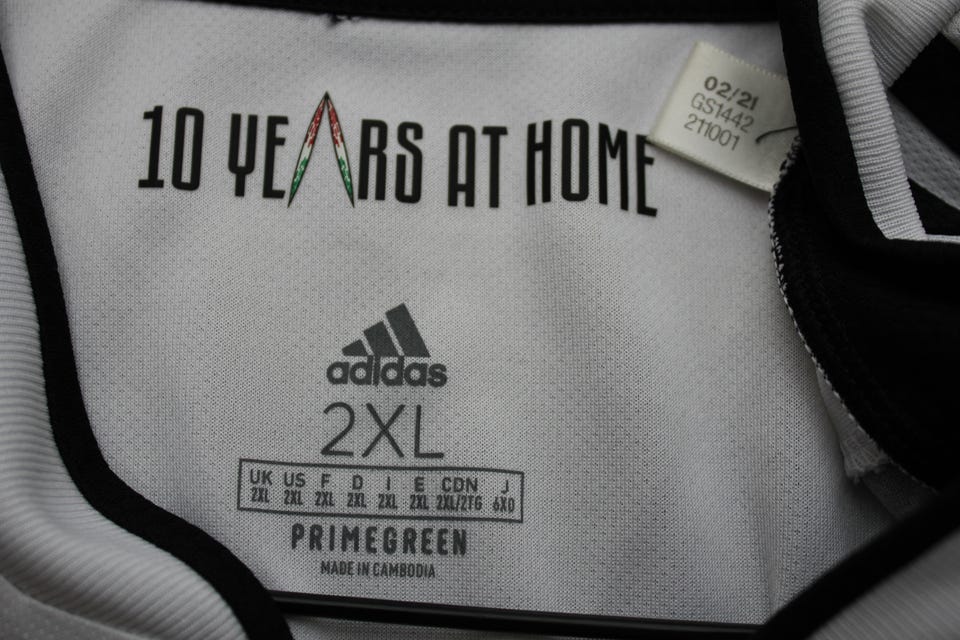 10 YEARS AT HOME
02/21
GS1442
211001
adidas
2XL
UK US F D I E CDN J
2XL 2XL 2XL 2XL 2XL 2XL 2XL/2TG 6XO
PRIMEGREEN
MADE IN CAMBODIA